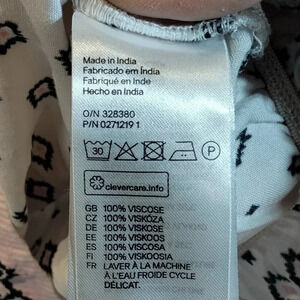 Made in India
Fabricado em Índia
Fabriqué en Inde
Hecho en India
O/N 328380
P/N 0271219 1
30
P
clevercare.info
GB 100% VISCOSE
CZ 100% VISKÓZA
DE 100% VISKOSE
EE 100% VISKOOS
ES 100% VISCOSA
FI 100% VISKOOSIA
FR LAVER À LA MACHINE
À L'EAU FROIDE CYCLE
DÉLICAT.